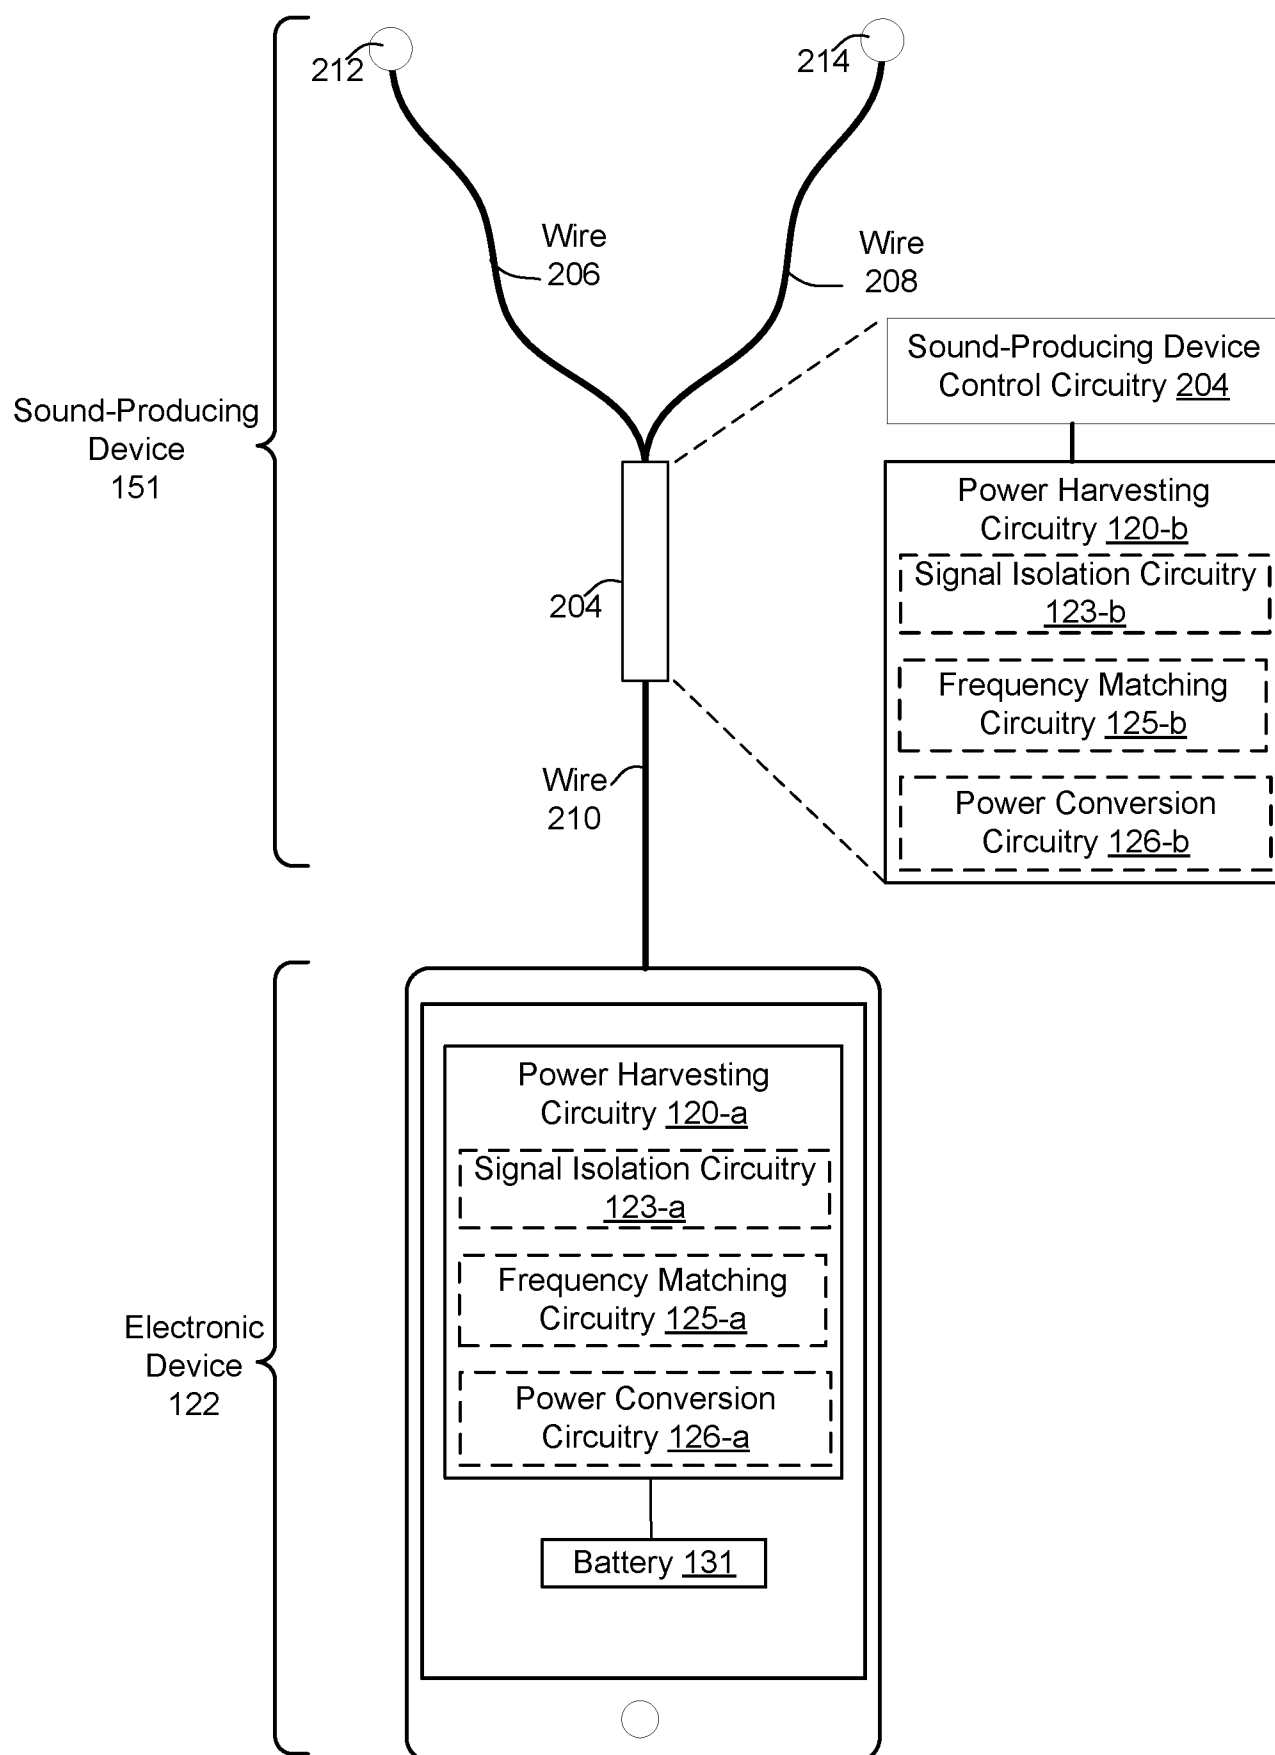 212
214
Wire
206
Wire
208
Sound-Producing Device
Control Circuitry 204
Sound-Producing
Device
151
Power Harvesting
Circuitry 120-b
Signal Isolation Circuitry
123-b
204
Frequency Matching
Circuitry 125-b
Wire
210
Power Conversion
Circuitry 126-b
Power Harvesting
Circuitry 120-a
Signal Isolation Circuitry
123-a
Frequency Matching
Circuitry 125-a
Electronic
Device
122
Power Conversion
Circuitry 126-a
Battery 131